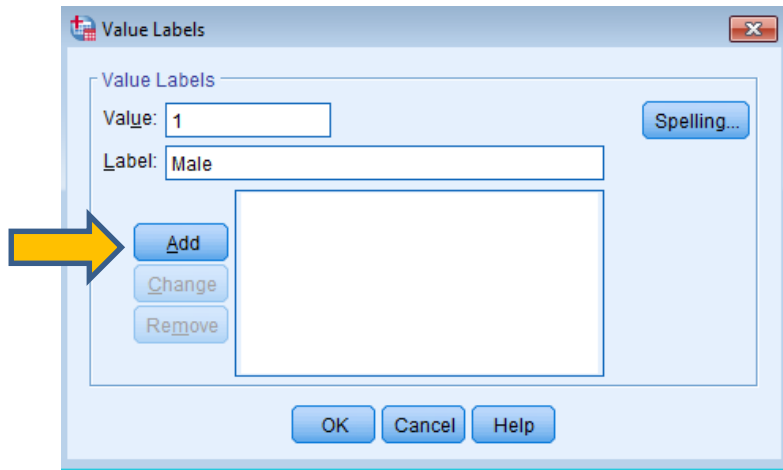 Value Labels
Value Labels
Value: 1
Spelling...
Label: Male
Add
Change
Remove
OK Cancel Help